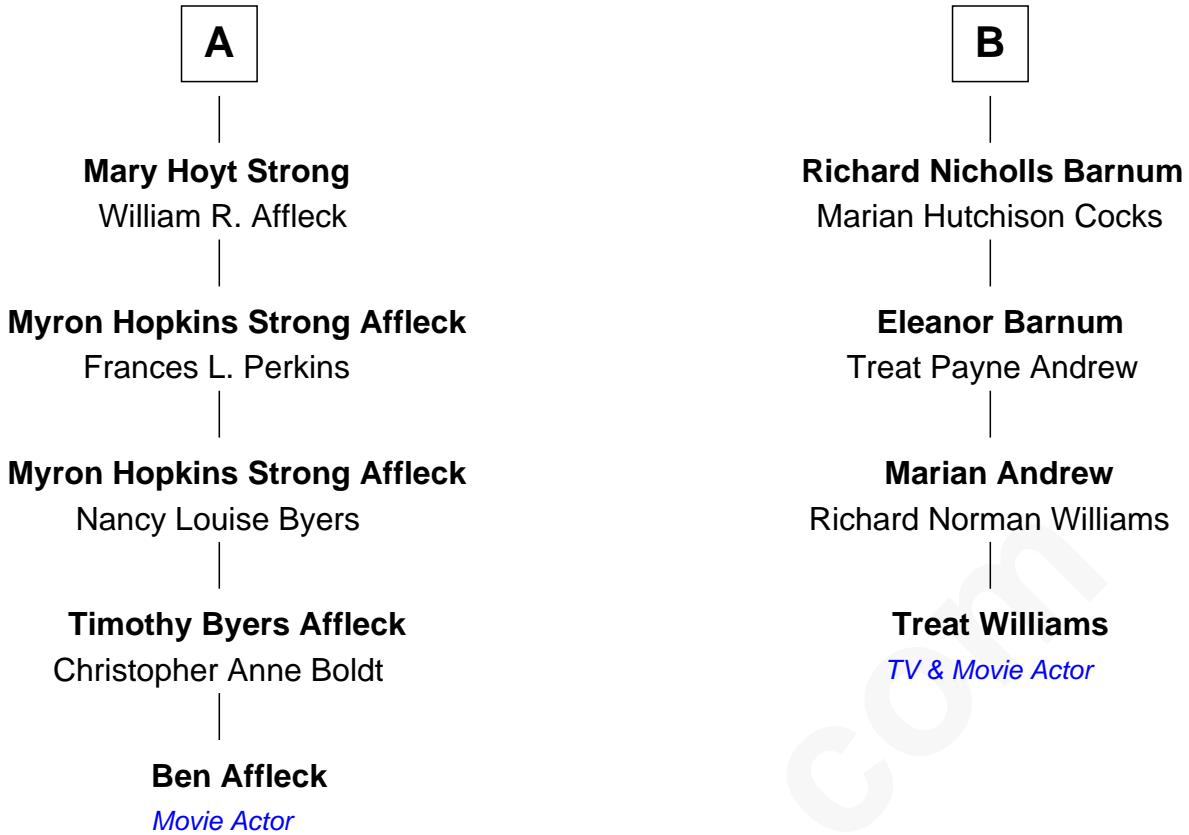 A
Mary Hoyt Strong
William R. Affleck
Myron Hopkins Strong Affleck
Frances L. Perkins
Myron Hopkins Strong Affleck
Nancy Louise Byers
Timothy Byers Affleck
Christopher Anne Boldt
Ben Affleck
Movie Actor
B
Richard Nicholls Barnum
Marian Hutchison Cocks
Eleanor Barnum
Treat Payne Andrew
Marian Andrew
Richard Norman Williams
Treat Williams
TV & Movie Actor
com